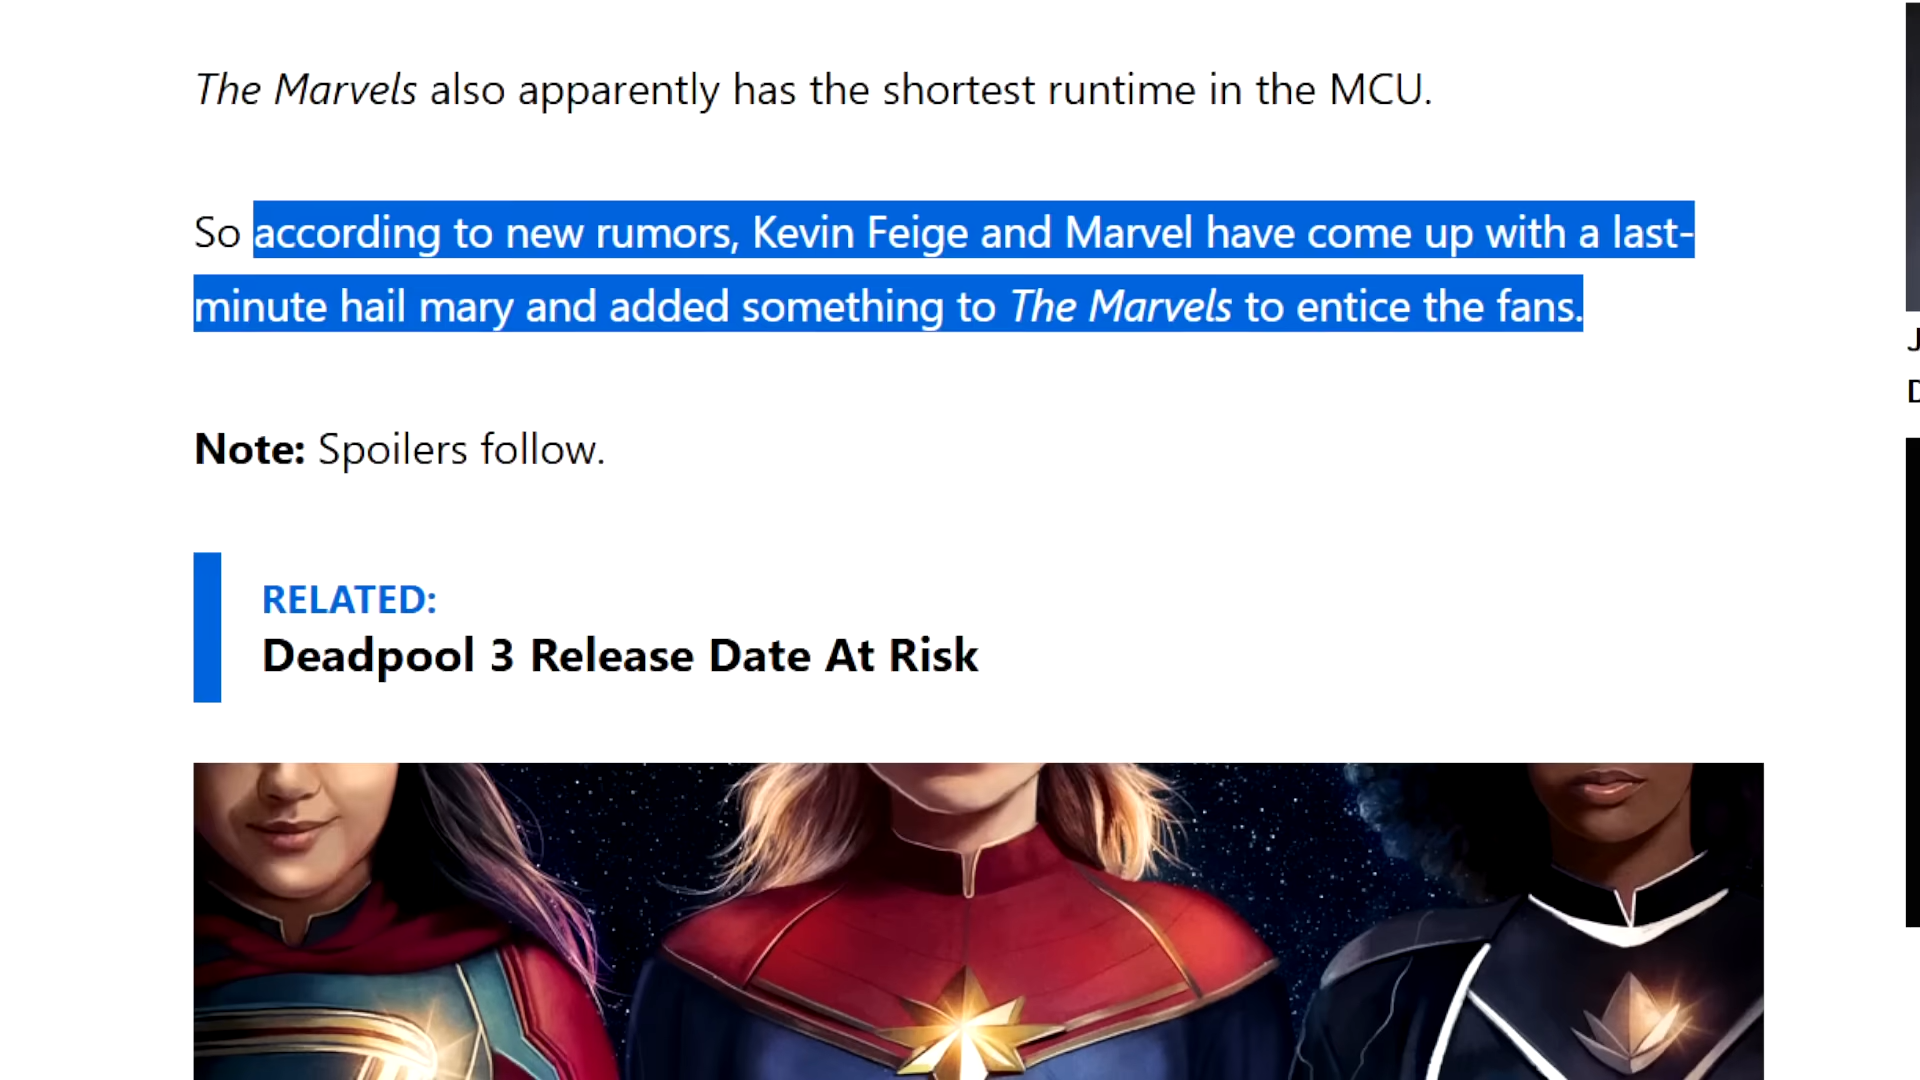 The Marvels also apparently has the shortest runtime in the MCU.
So according to new rumors, Kevin Feige and Marvel have come up with a last-
minute hail mary and added something to The Marvels to entice the fans.
Note: Spoilers follow.
RELATED:
Deadpool 3 Release Date At Risk